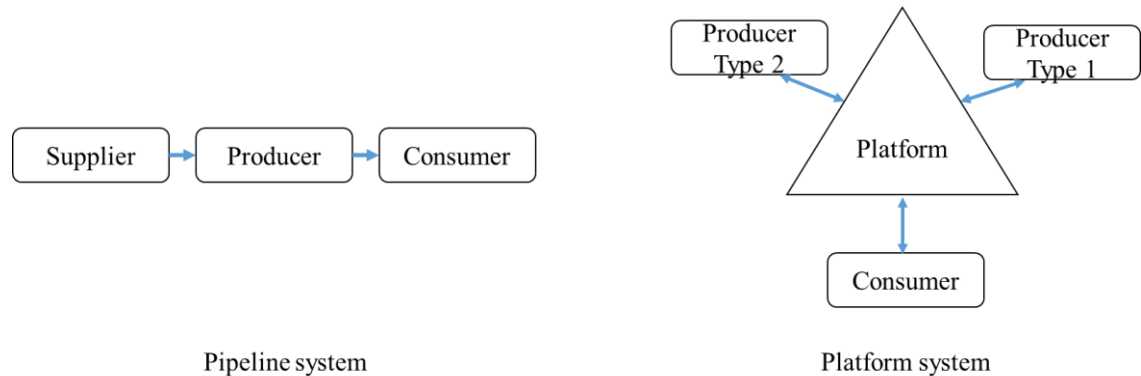 Supplier
Producer
Consumer
Pipeline system
Producer
Type 2
Producer
Type 1
Platform
Consumer
Platform system